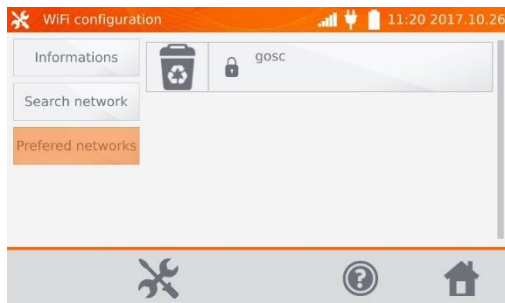 WiFi configuration 11:20 2017.10.26
Informations
gosc
Search network
Prefered networks
?